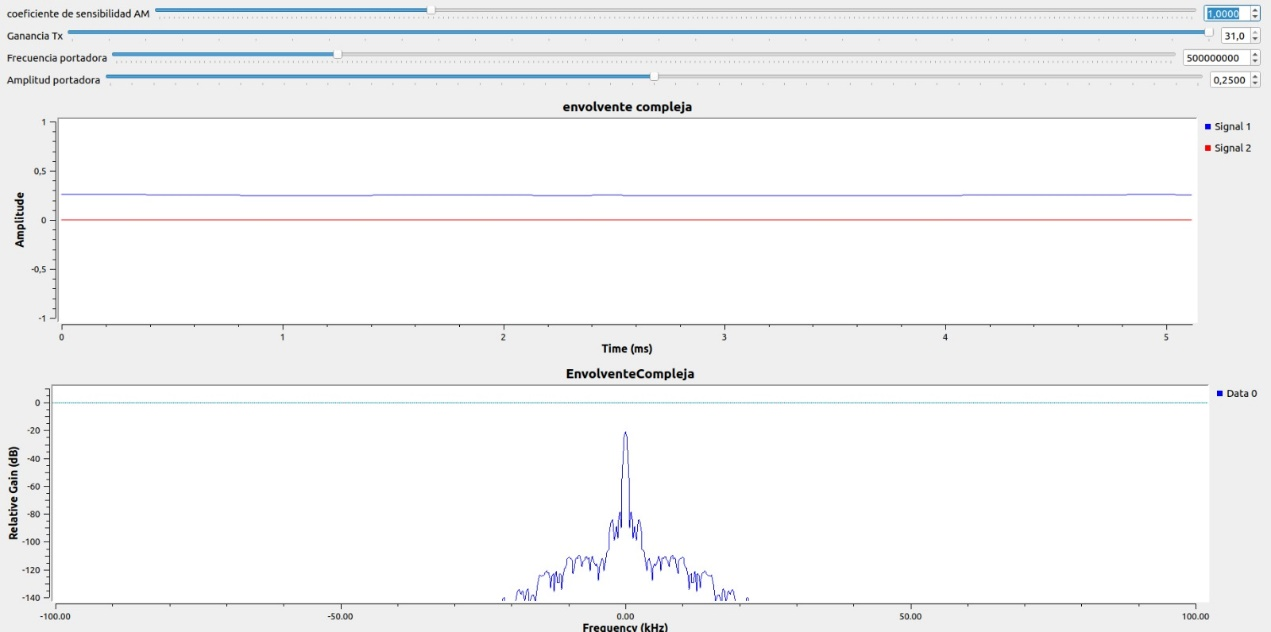 coeficiente de sensibilidad AM 1,0000
Ganancia Tx 31,0
Frecuencia portadora 500000000
Amplitud portadora 0,2500
envolvente compleja
Signal 1
Signal 2
Amplitude
1
0,5
0
-0,5
-1
0 1 2 3 4 5
Time (ms)
EnvolventeCompleja
Data 0
Relative Gain (dB)
0
-20
-40
-60
-80
-100
-120
-140
-100.00 -50.00 0.00 50.00 100.00
Frequency (kHz)